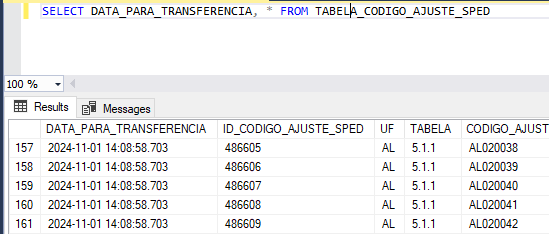 SELECT DATA_PARA_TRANSFERENCIA, * FROM TABELA_CODIGO_AJUSTE_SPED
100 %
Results Messages
DATA_PARA_TRANSFERENCIA ID_CODIGO_AJUSTE_SPED UF TABELA CODIGO_AJUST
157 2024-11-01 14:08:58.703 486605 AL 5.1.1 AL020038
158 2024-11-01 14:08:58.703 486606 AL 5.1.1 AL020039
159 2024-11-01 14:08:58.703 486607 AL 5.1.1 AL020040
160 2024-11-01 14:08:58.703 486608 AL 5.1.1 AL020041
161 2024-11-01 14:08:58.703 486609 AL 5.1.1 AL020042